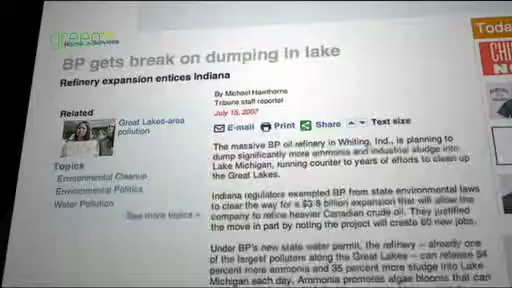 green
News > Services
BP gets break on dumping in lake
Refinery expansion entices Indiana
By Michael Hawthorne
Tribune staff reporter
July 15, 2007
E-mail Print Share Text size
Related
Great Lakes-area
pollution
Topics
Environmental Cleanup
Environmental Politics
Water Pollution
See more topics »
The massive BP oil refinery in Whiting, Ind., is planning to
dump significantly more ammonia and industrial sludge into
Lake Michigan, running counter to years of efforts to clean up
the Great Lakes.
Indiana regulators exempted BP from state environmental laws
to clear the way for a $3.8 billion expansion that will allow the
company to refine heavier Canadian crude oil. They justified
the move in part by noting the project will create 80 new jobs.
Under BP's new state water permit, the refinery -- already one
of the largest polluters along the Great Lakes -- can release 54
percent more ammonia and 35 percent more sludge into Lake
Michigan each day. Ammonia promotes algae blooms that can
Toda
CHI